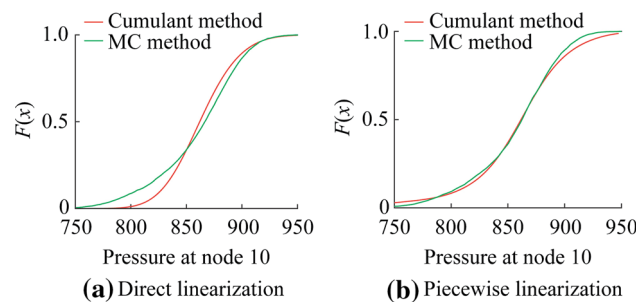 Cumulant method
MC method
F(x)
1.0
0.5
0
750 800 850 900 950
Pressure at node 10
(a) Direct linearization
Cumulant method
MC method
F(x)
1.0
0.5
0
750 800 850 900 950
Pressure at node 10
(b) Piecewise linearization